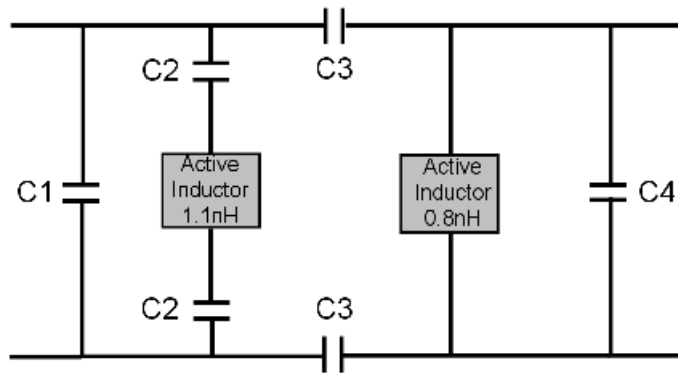 C2
C3
C1
Active
Inductor
1.1nH
Active
Inductor
0.8nH
C4
C2
C3